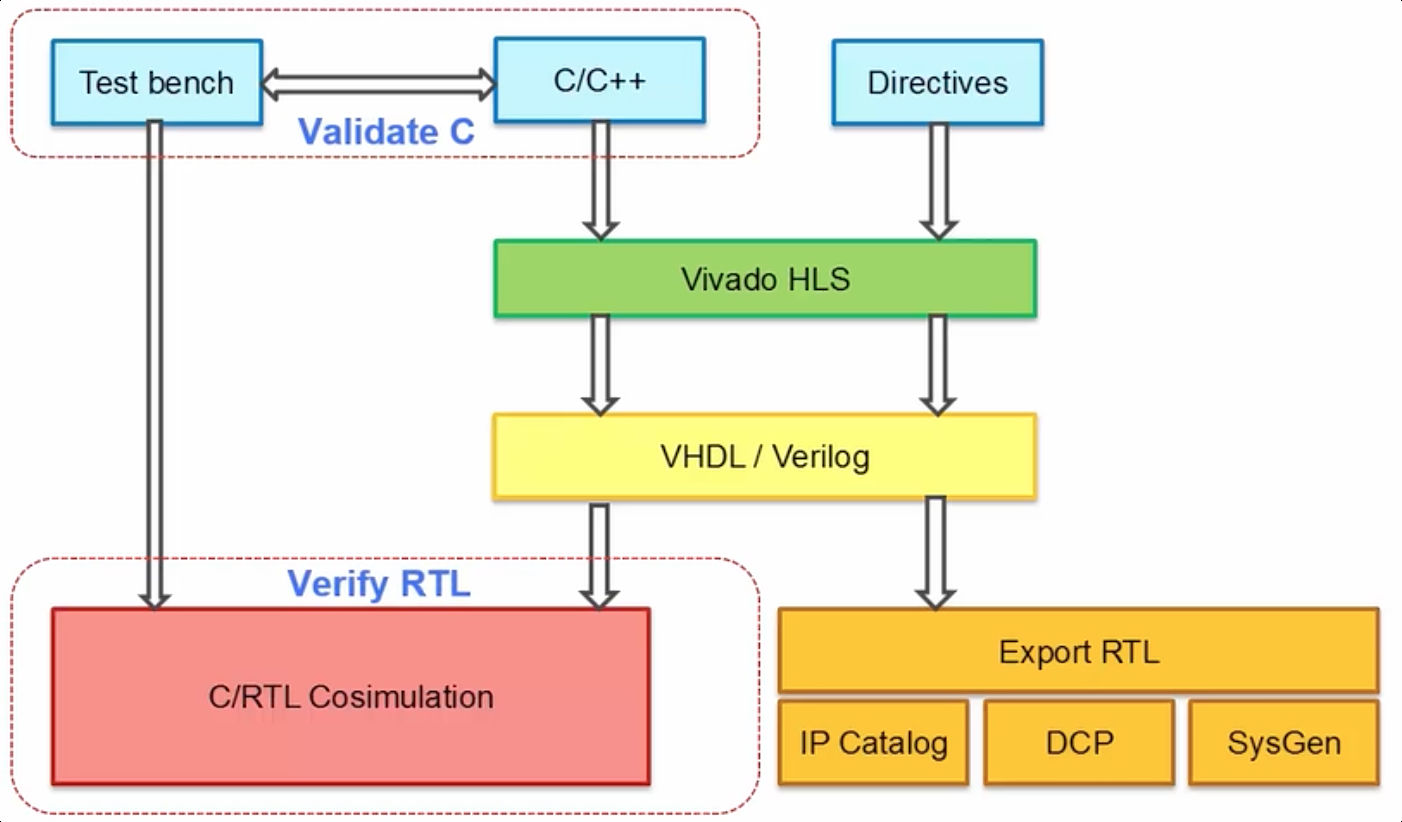 Test bench
C/C++
Directives
Validate C
Vivado HLS
VHDL / Verilog
Verify RTL
C/RTL Cosimulation
Export RTL
IP Catalog
DCP
SysGen